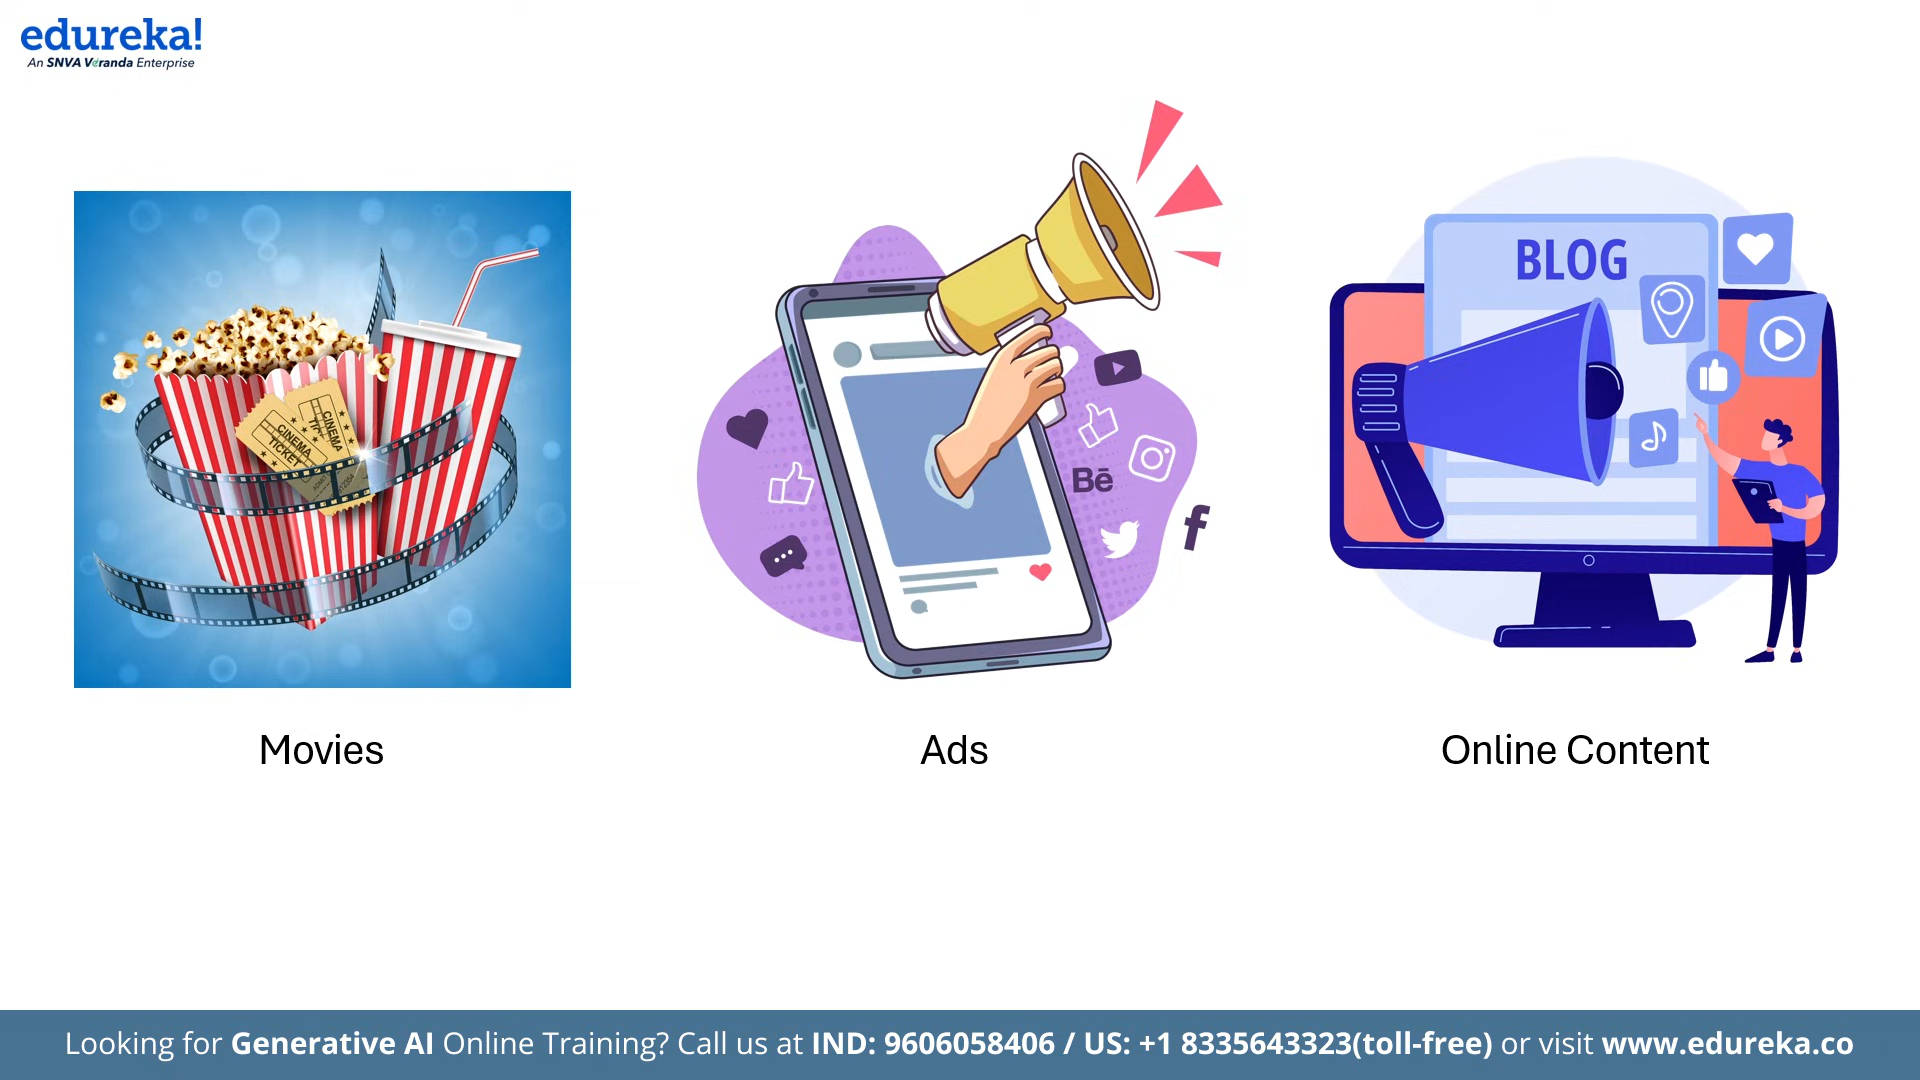 edureka!
An SNVA Veranda Enterprise
CINEMA
TICKET
CINEMA
BLOG
Bē
Movies
Ads
Online Content
Looking for Generative AI Online Training? Call us at IND: 9606058406 / US: +1 8335643323(toll-free) or visit www.edureka.co